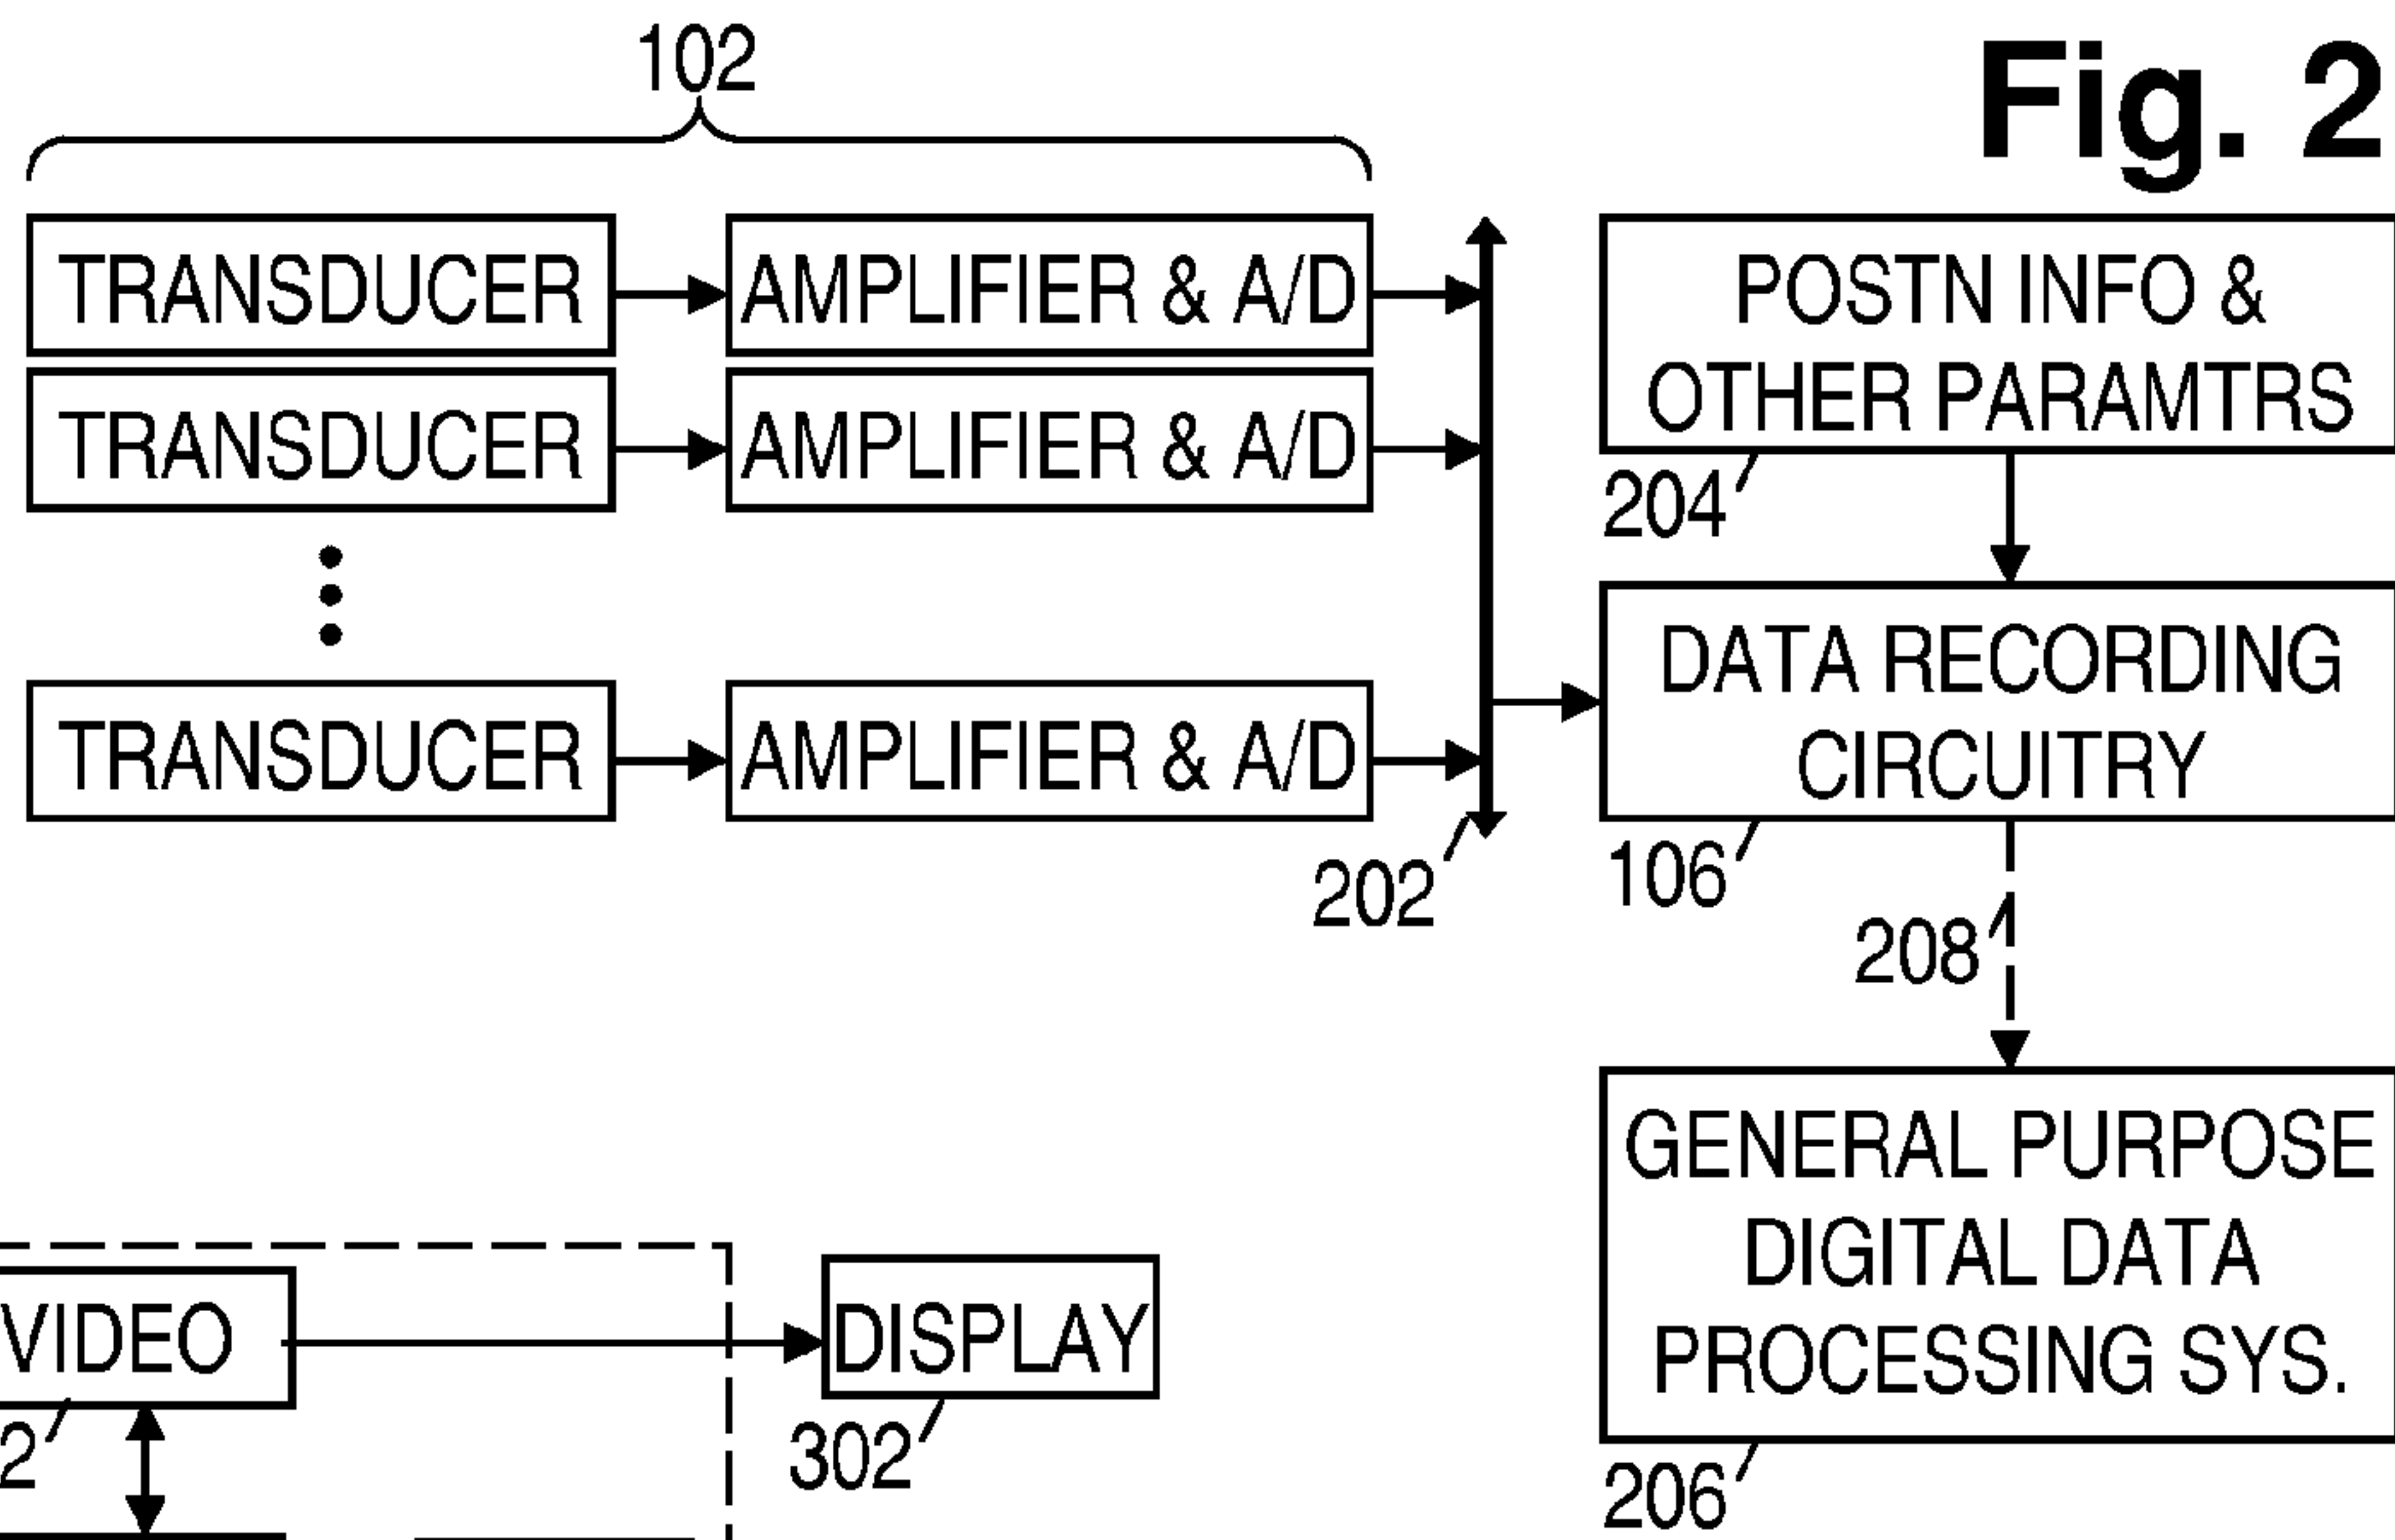 102
Fig. 2
TRANSDUCER
AMPLIFIER & A/D
TRANSDUCER
AMPLIFIER & A/D
TRANSDUCER
AMPLIFIER & A/D
202
POSTN INFO &
OTHER PARAMTRS
204
DATA RECORDING
CIRCUITRY
106
208
GENERAL PURPOSE
DIGITAL DATA
PROCESSING SYS.
206
VIDEO
2
DISPLAY
302